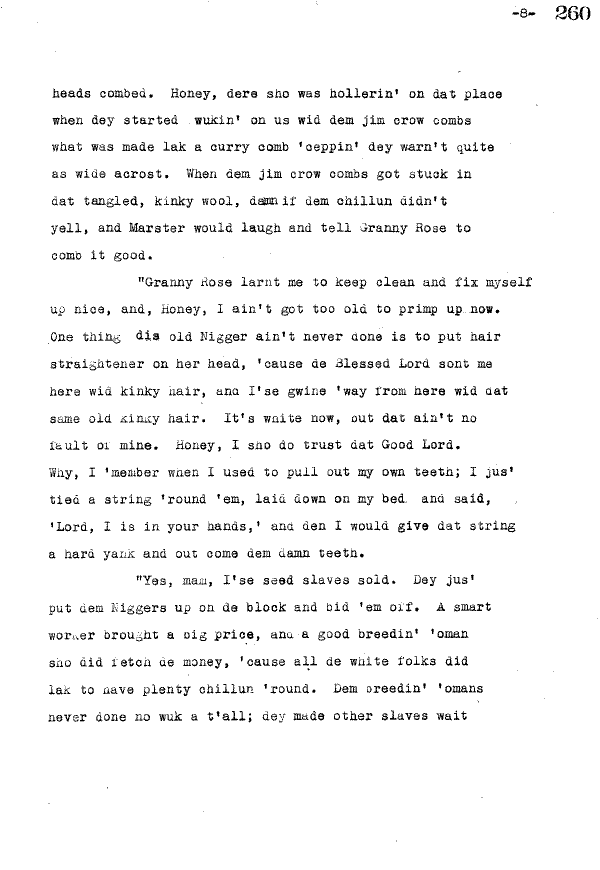 -8- 260
heads combed. Honey, dere sho was hollerin' on dat place
when dey started wukin' on us wid dem jim crow combs
what was made lak a curry comb 'ceppin' dey warn't quite
as wide acrost. When dem jim crow combs got stuck in
dat tangled, kinky wool, damn if dem chillun didn't
yell, and Marster would laugh and tell Granny Rose to
comb it good.
"Granny Rose larnt me to keep clean and fix myself
up nice, and, Honey, I ain't got too old to primp up now.
One thing dis old Nigger ain't never done is to put hair
straightener on her head, 'cause de Blessed Lord sont me
here wid kinky hair, and I'se gwine 'way from here wid dat
same old kinky hair. It's white now, but dat ain't no
fault of mine. Honey, I sho do trust dat Good Lord.
Why, I 'member when I used to pull out my own teeth; I jus'
tied a string 'round 'em, laid down on my bed and said,
'Lord, I is in your hands,' and den I would give dat string
a hard yank and out come dem damn teeth.
"Yes, mam, I'se seed slaves sold. Dey jus'
put dem Niggers up on de block and bid 'em off. A smart
worker brought a big price, and a good breedin' 'oman
sho did fetch de money, 'cause all de white folks did
lak to have plenty chillun 'round. Dem breedin' 'omans
never done no wuk a t'all; dey made other slaves wait